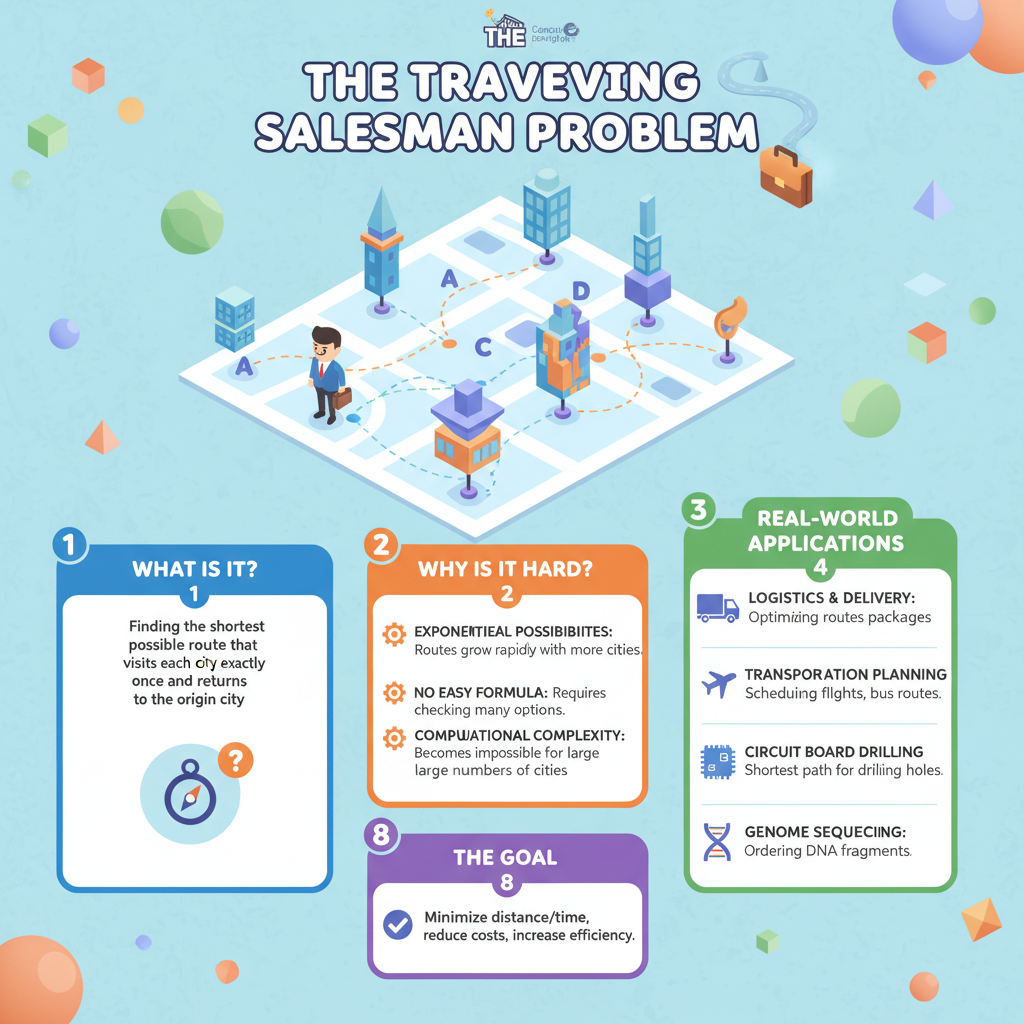 THE
THE TRAVEVING
SALESMAN PROBLEM
A
D
C
A
1
WHAT IS IT?
1
Finding the shortest
possible route that
visits each city exactly
once and returns
to the origin city
?
2
WHY IS IT HARD?
2
EXPONENTIEAL POSSIBIBITES:
Routes grow rapidly with more cities.
NO EASY FORMULA: Requires
checking many options.
COMPUATIONAL COMPLEXITY:
Becomes impossible for large
large numbers of cities
8
THE GOAL
8
Minimize distance/time,
reduce costs, increase efficiency.
3
REAL-WORLD
APPLICATIONS
4
LOGISTICS & DELIVERY:
Optimizing routes packages
TRANSPORATION PLANNING
Scheduing flights, bus routes.
CIRCUIT BOARD DRILLING
Shortest path for drilling holes.
GENOME SEQUECIING:
Ordering DNA fragments.